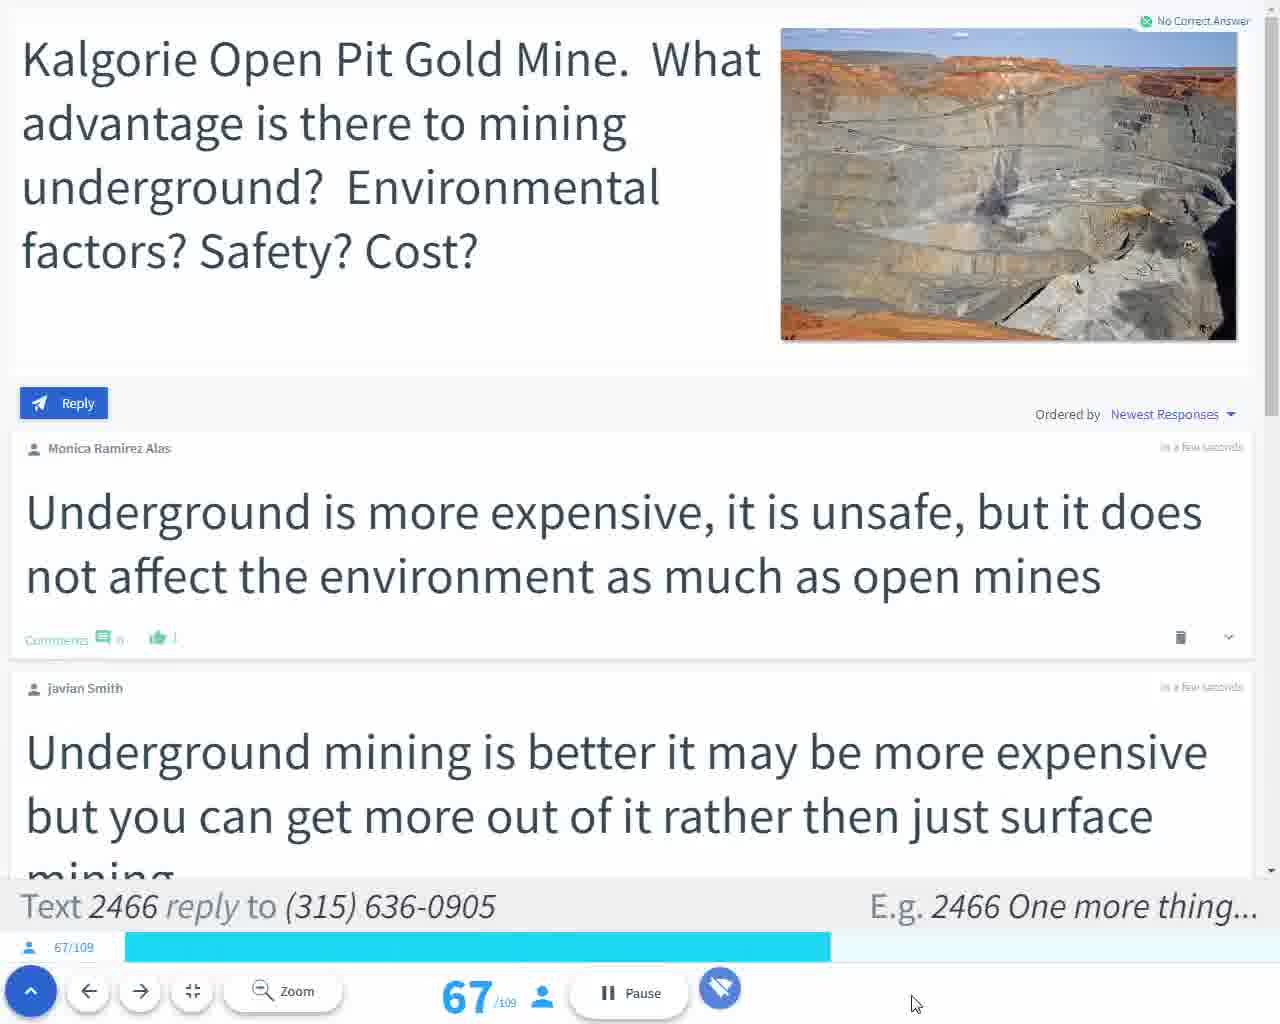 No Correct Answer
Kalgorie Open Pit Gold Mine. What
advantage is there to mining
underground? Environmental
factors? Safety? Cost?
Reply
Ordered by Newest Responses
Monica Ramirez Alas
in a few seconds
Underground is more expensive, it is unsafe, but it does
not affect the environment as much as open mines
Comments 0 1
Javian Smith
in a few seconds
Underground mining is better it may be more expensive
but you can get more out of it rather then just surface
mining
Text 2466 reply to (315) 636-0905
E.g. 2466 One more thing...
67/109
Zoom
67/109
Pause